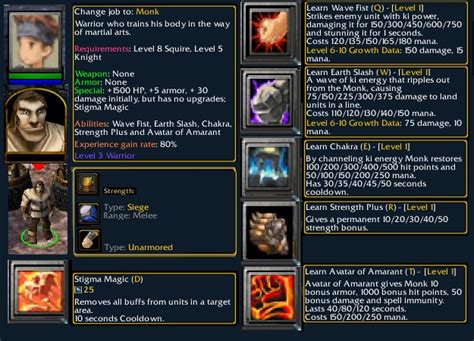 Change job to: Monk
Warrior who trains his body in the way
of martial arts.
Requirements: Level 8 Squire, Level 5
Knight
Weapon: None
Armor: None
Special: +1500 HP, +5 armor, + 30
damage initially, but has no upgrades;
Stigma Magic
Abilities: Wave Fist, Earth Slash, Chakra,
Strength Plus and Avatar of Amarant
Experience gain rate: 80%
Level 3 Warrior
Strength:
Type: Siege
Range: Melee
Type: Unarmored
Stigma Magic (D)
25
Removes all buffs from units in a target
area.
10 seconds Cooldown.
Learn Wave Fist (Q) - [Level 1]
Strikes enemy unit with ki power,
damaging it for 150/300/450/600/750
and stunning it for 1 seconds.
Costs 120/135/150/165/180 mana.
Level 6-10 Growth Data: 150 damage,
15 mana.
Learn Earth Slash (W) - [Level 1]
A wave of ki energy that ripples out
from the Monk, causing
75/150/225/300/375 damage to land
units in a line.
Costs 110/120/130/140/150 mana.
Level 6-10 Growth Data: 75 damage, 10
mana.
Learn Chakra (E) - [Level 1]
By channeling ki energy Monk restores
100/200/300/400/500 hit points and
50/100/150/200/250 mana.
Has 30/35/40/45/50 seconds
cooldown.
Learn Strength Plus (R) - [Level 1]
Gives a permanent 10/20/30/40/50
strength bonus.
Learn Avatar of Amarant (T) - [Level 1]
Avatar of Amarant gives Monk 10
bonus armor, 1000 bonus hit points, 50
bonus damage and spell immunity.
Lasts 40/80/120 seconds.
Costs 150/200/250 mana.